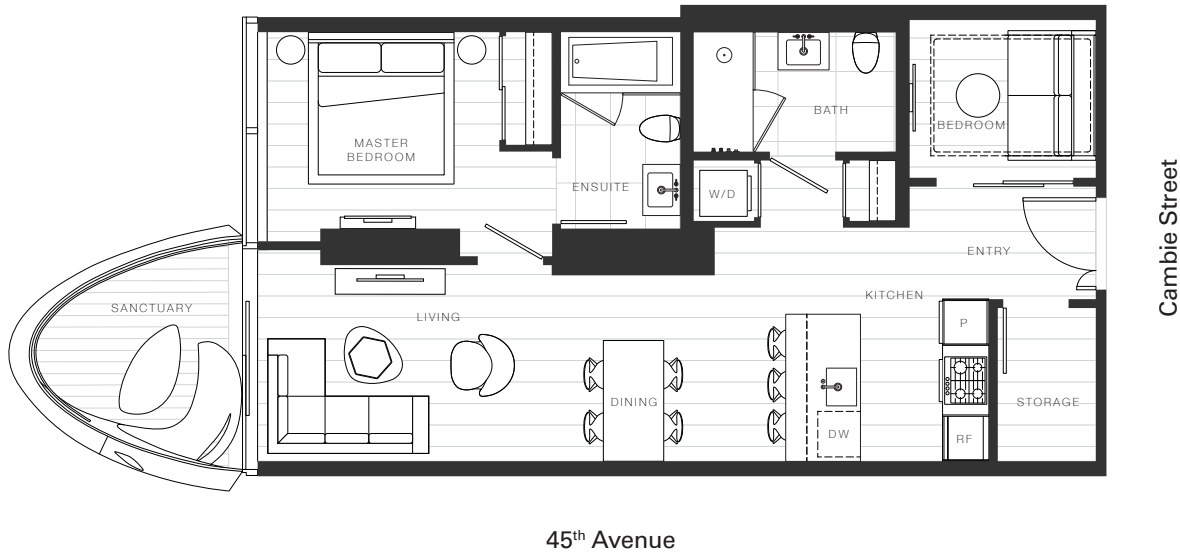 MASTER
BEDROOM
ENSUITE
BATH
BEDROOM
W/D
ENTRY
KITCHEN
SANCTUARY
LIVING
P
DINING
STORAGE
DW
RF
Cambie Street
45th Avenue